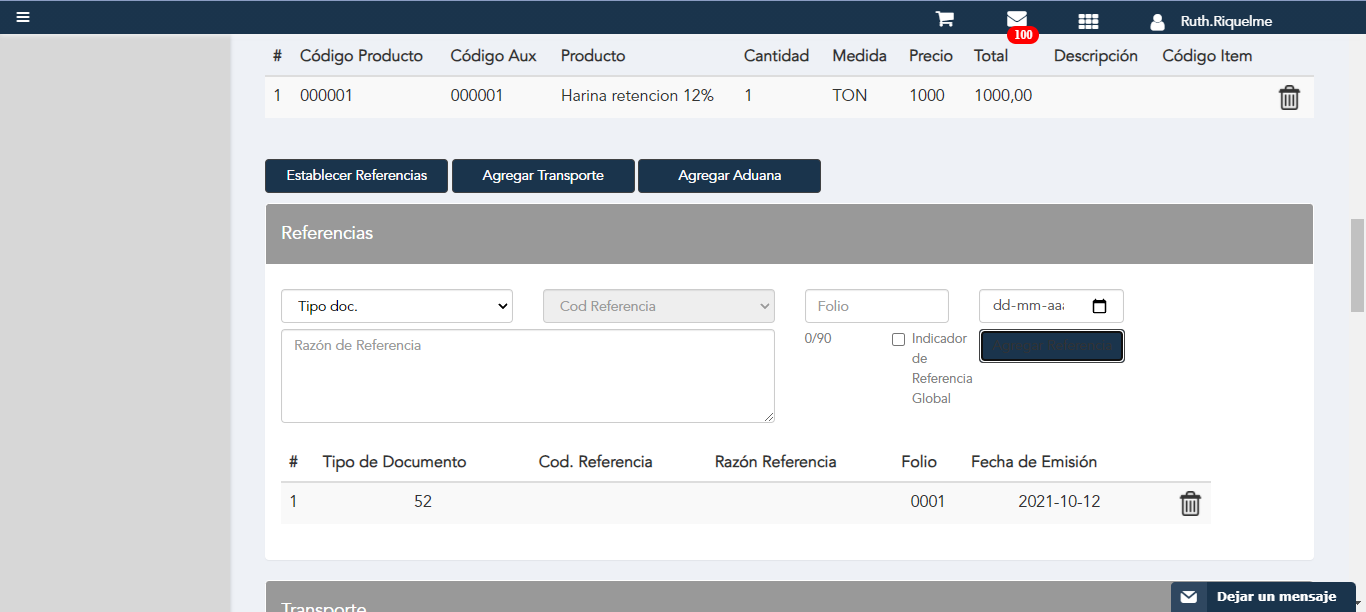 Ruth.Riquelme
100
# Código Producto Código Aux Producto Cantidad Medida Precio Total Descripción Código Item
1 000001 000001 Harina retencion 12% 1 TON 1000 1000,00
Establecer Referencias Agregar Transporte Agregar Aduana
Referencias
Tipo doc. Cod Referencia Folio dd-mm-aaa
Razón de Referencia 0/90 Indicador
de
Referencia
Global
# Tipo de Documento Cod. Referencia Razón Referencia Folio Fecha de Emisión
1 52 0001 2021-10-12
Transporte
Dejar un mensaje